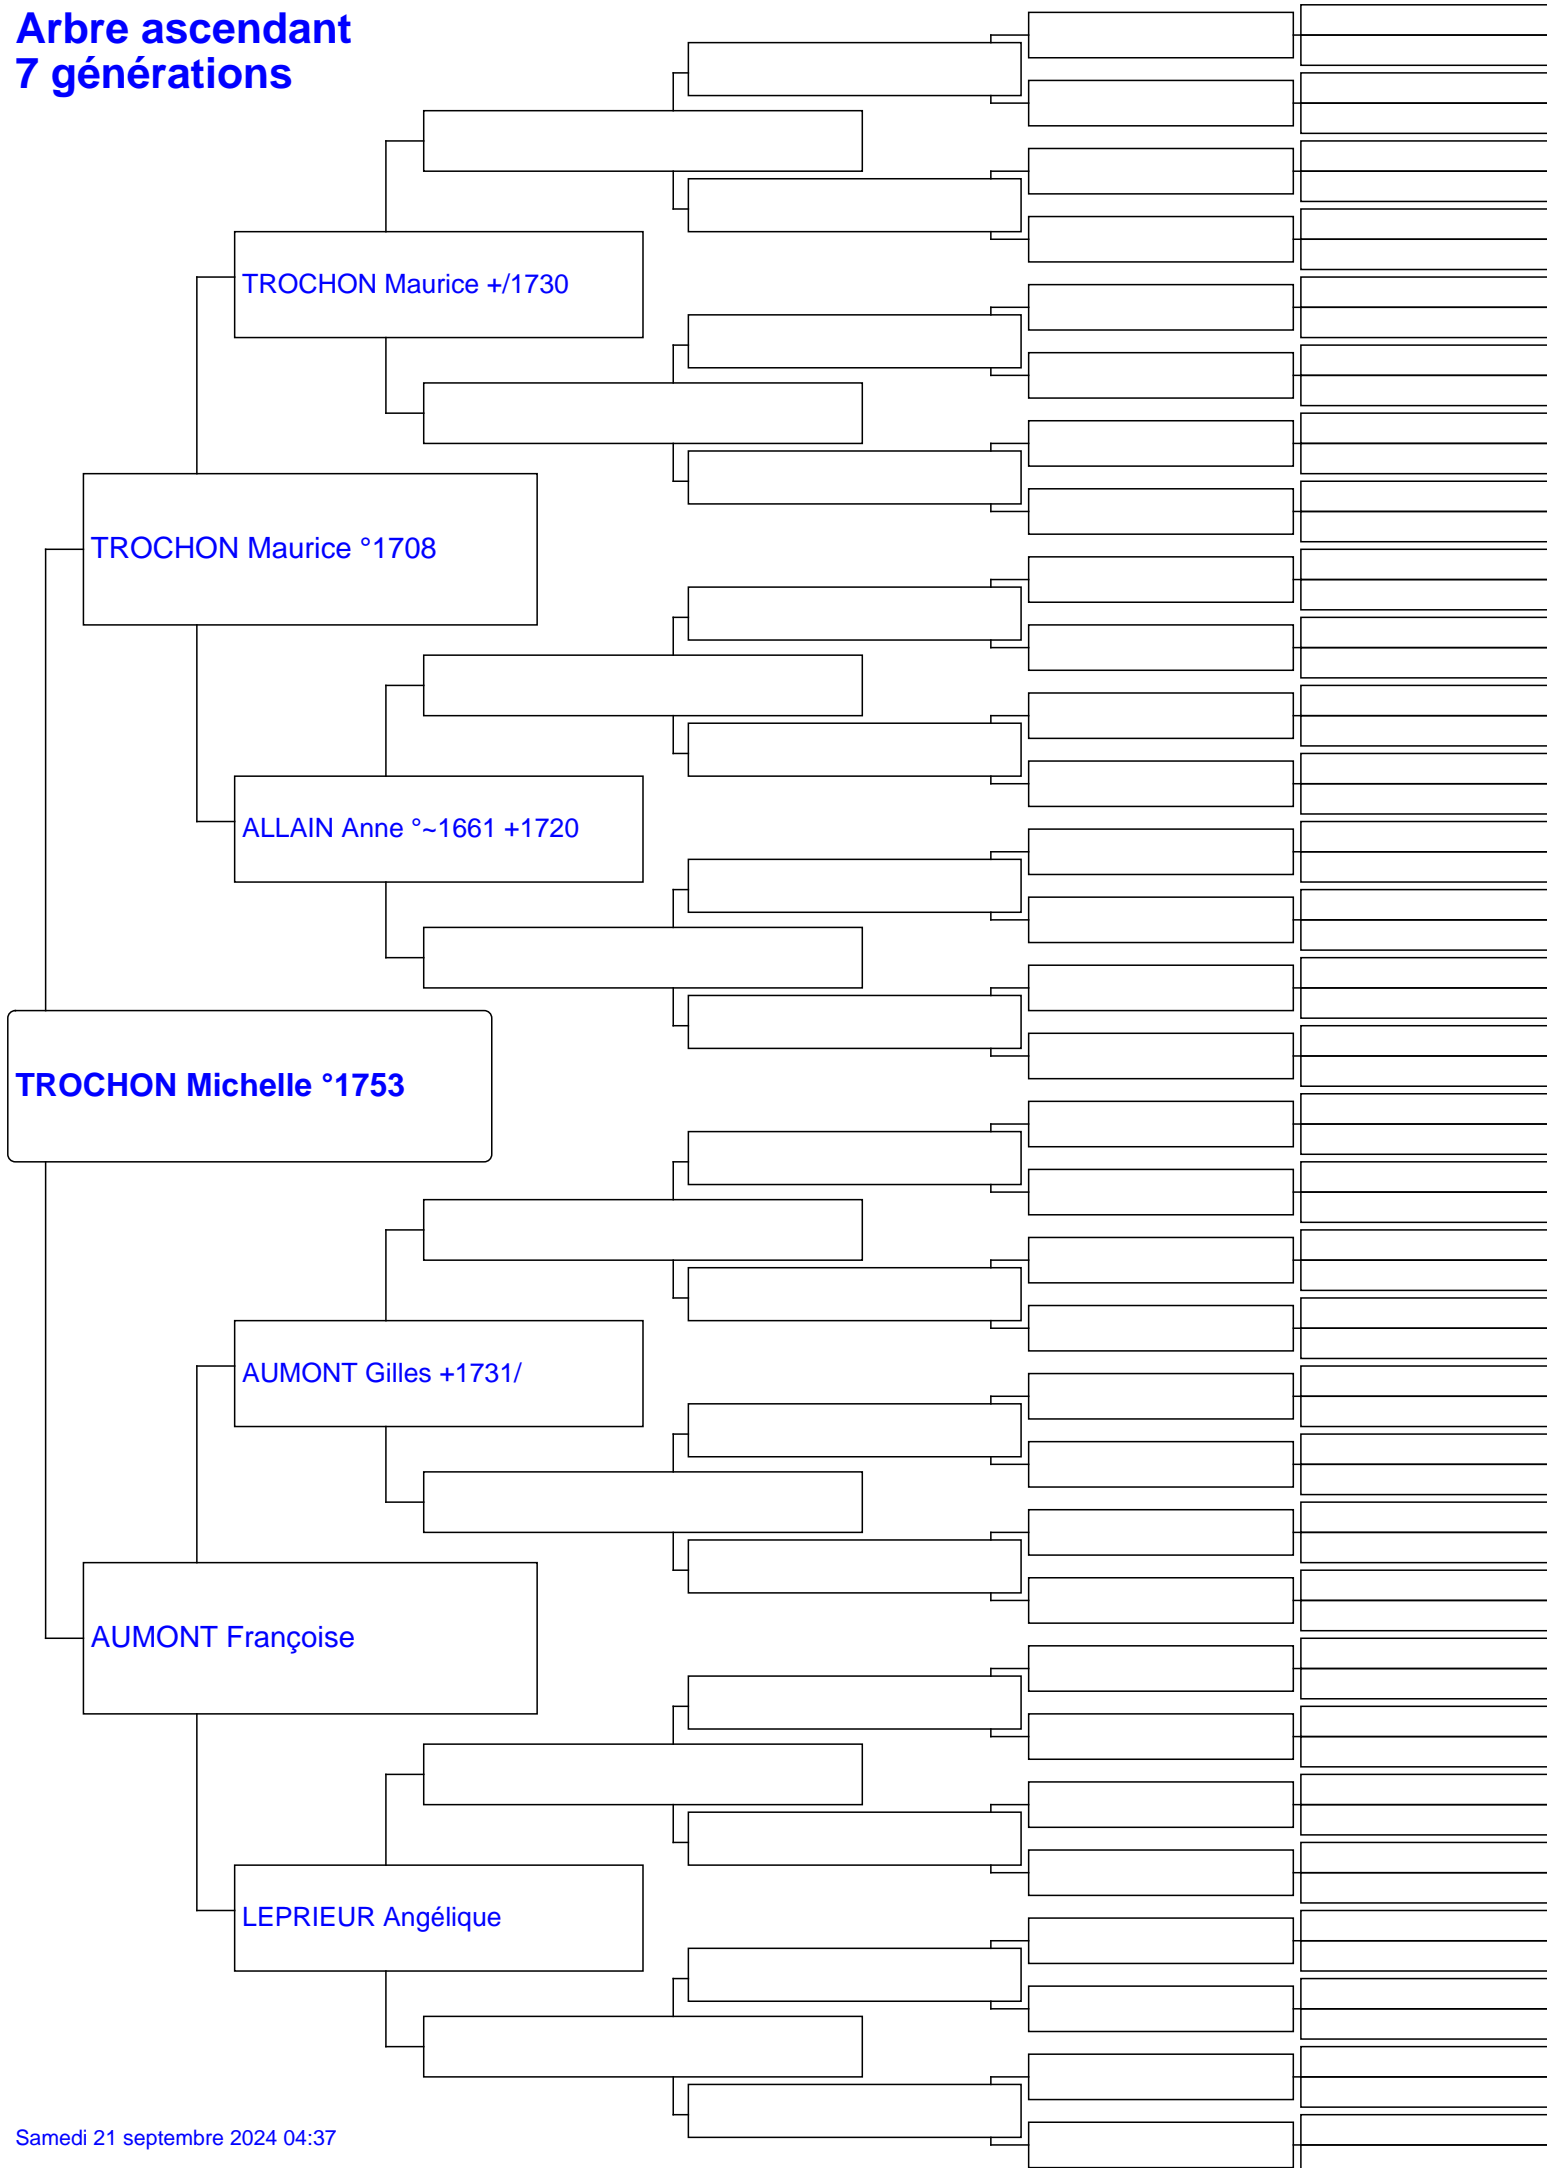 Arbre ascendant
7 générations
TROCHON Maurice +/1730
TROCHON Maurice °1708
ALLAIN Anne °~1661 +1720
TROCHON Michelle °1753
AUMONT Gilles +1731/
AUMONT Françoise
LEPRIEUR Angélique
Samedi 21 septembre 2024 04:37